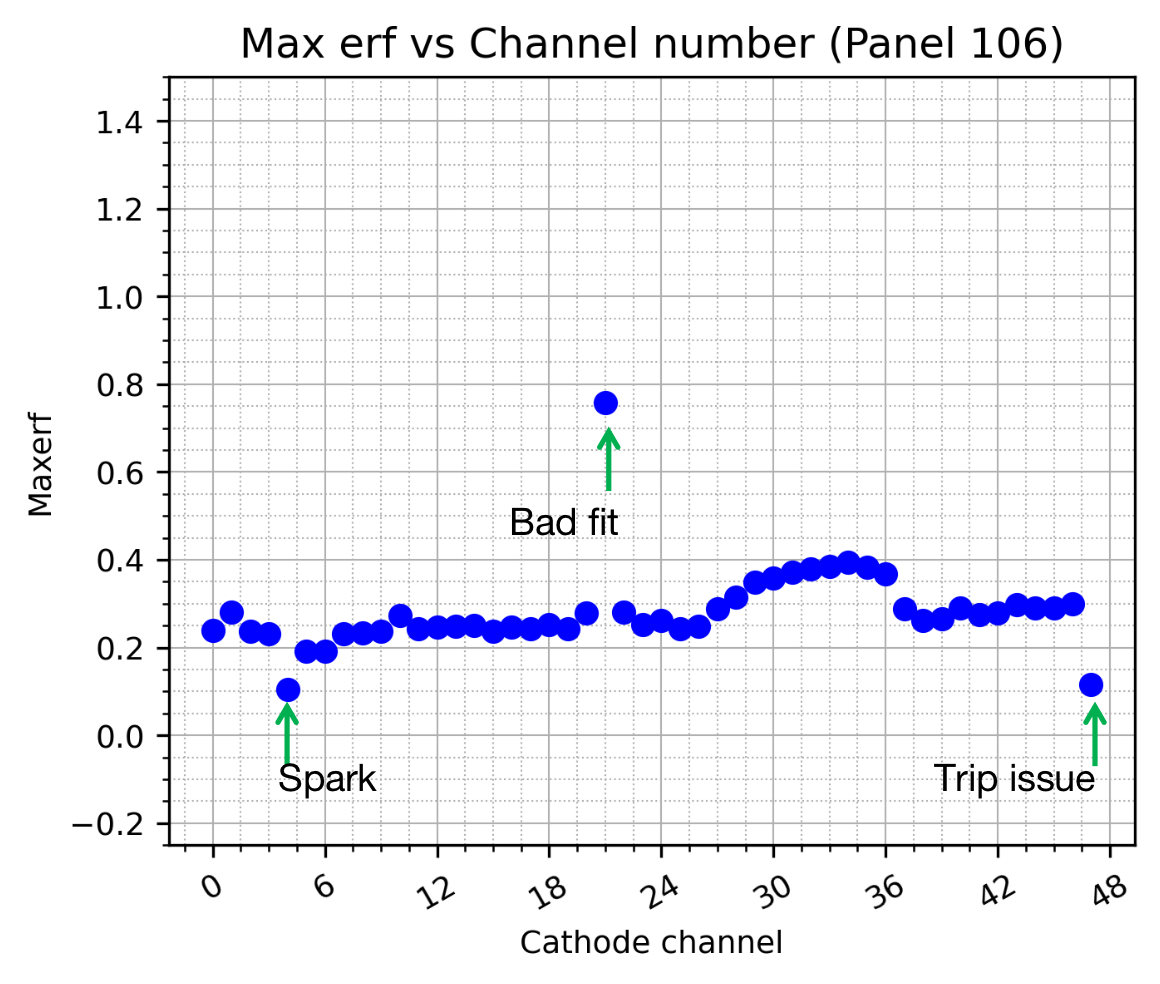 Max erf vs Channel number (Panel 106)
1.4
1.2
1.0
0.8
0.6
0.4
0.2
0.0
−0.2
Maxerf
Bad fit
Spark
Trip issue
0 6 12 18 24 30 36 42 48
Cathode channel